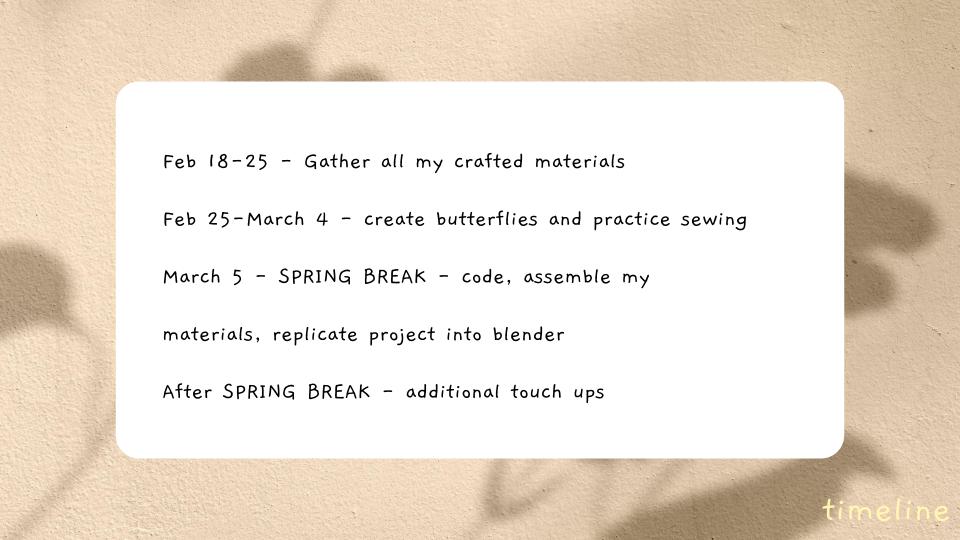 Feb 18-25 - Gather all my crafted materials
Feb 25-March 4 - create butterflies and practice sewing
March 5 - SPRING BREAK - code, assemble my
materials, replicate project into blender
After SPRING BREAK - additional touch ups
timeline